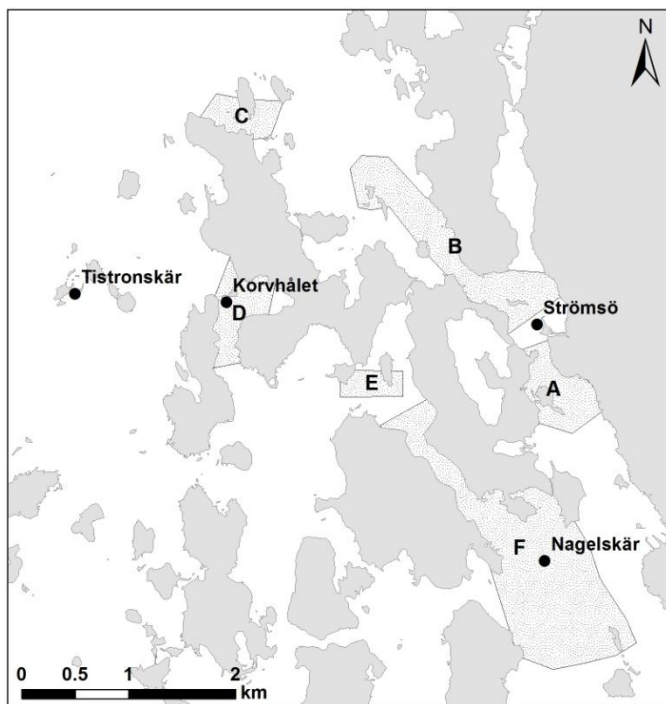 N
C
B
Tistronskär
Korvhålet
D
Strömsö
E
A
F
Nagelskär
0 0.5 1 2
km